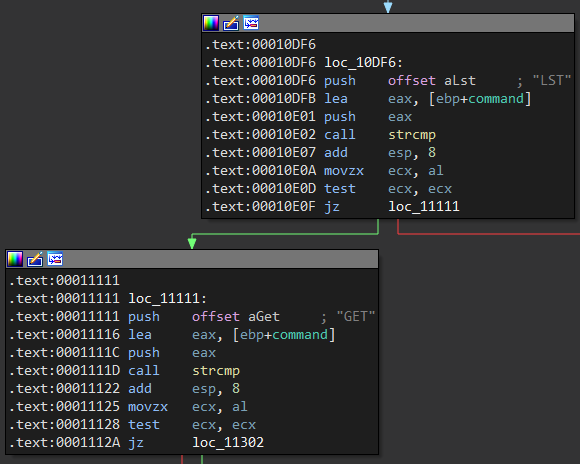 .text:00010DF6
.text:00010DF6 loc_10DF6:
.text:00010DF6 push    offset aLst     ; "LST"
.text:00010DFB lea     eax, [ebp+command]
.text:00010E01 push    eax
.text:00010E02 call    strcmp
.text:00010E07 add     esp, 8
.text:00010E0A movzx   ecx, al
.text:00010E0D test    ecx, ecx
.text:00010E0F jz      loc_11111
.text:00011111
.text:00011111 loc_11111:
.text:00011111 push    offset aGet     ; "GET"
.text:00011116 lea     eax, [ebp+command]
.text:0001111C push    eax
.text:0001111D call    strcmp
.text:00011122 add     esp, 8
.text:00011125 movzx   ecx, al
.text:00011128 test    ecx, ecx
.text:0001112A jz      loc_11302